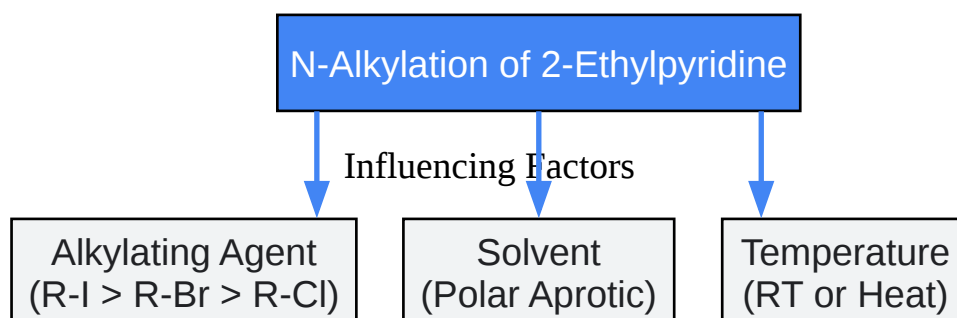 N-Alkylation of 2-Ethylpyridine
Influencing Factors
Alkylating Agent
(R-I > R-Br > R-Cl)
Solvent
(Polar Aprotic)
Temperature
(RT or Heat)